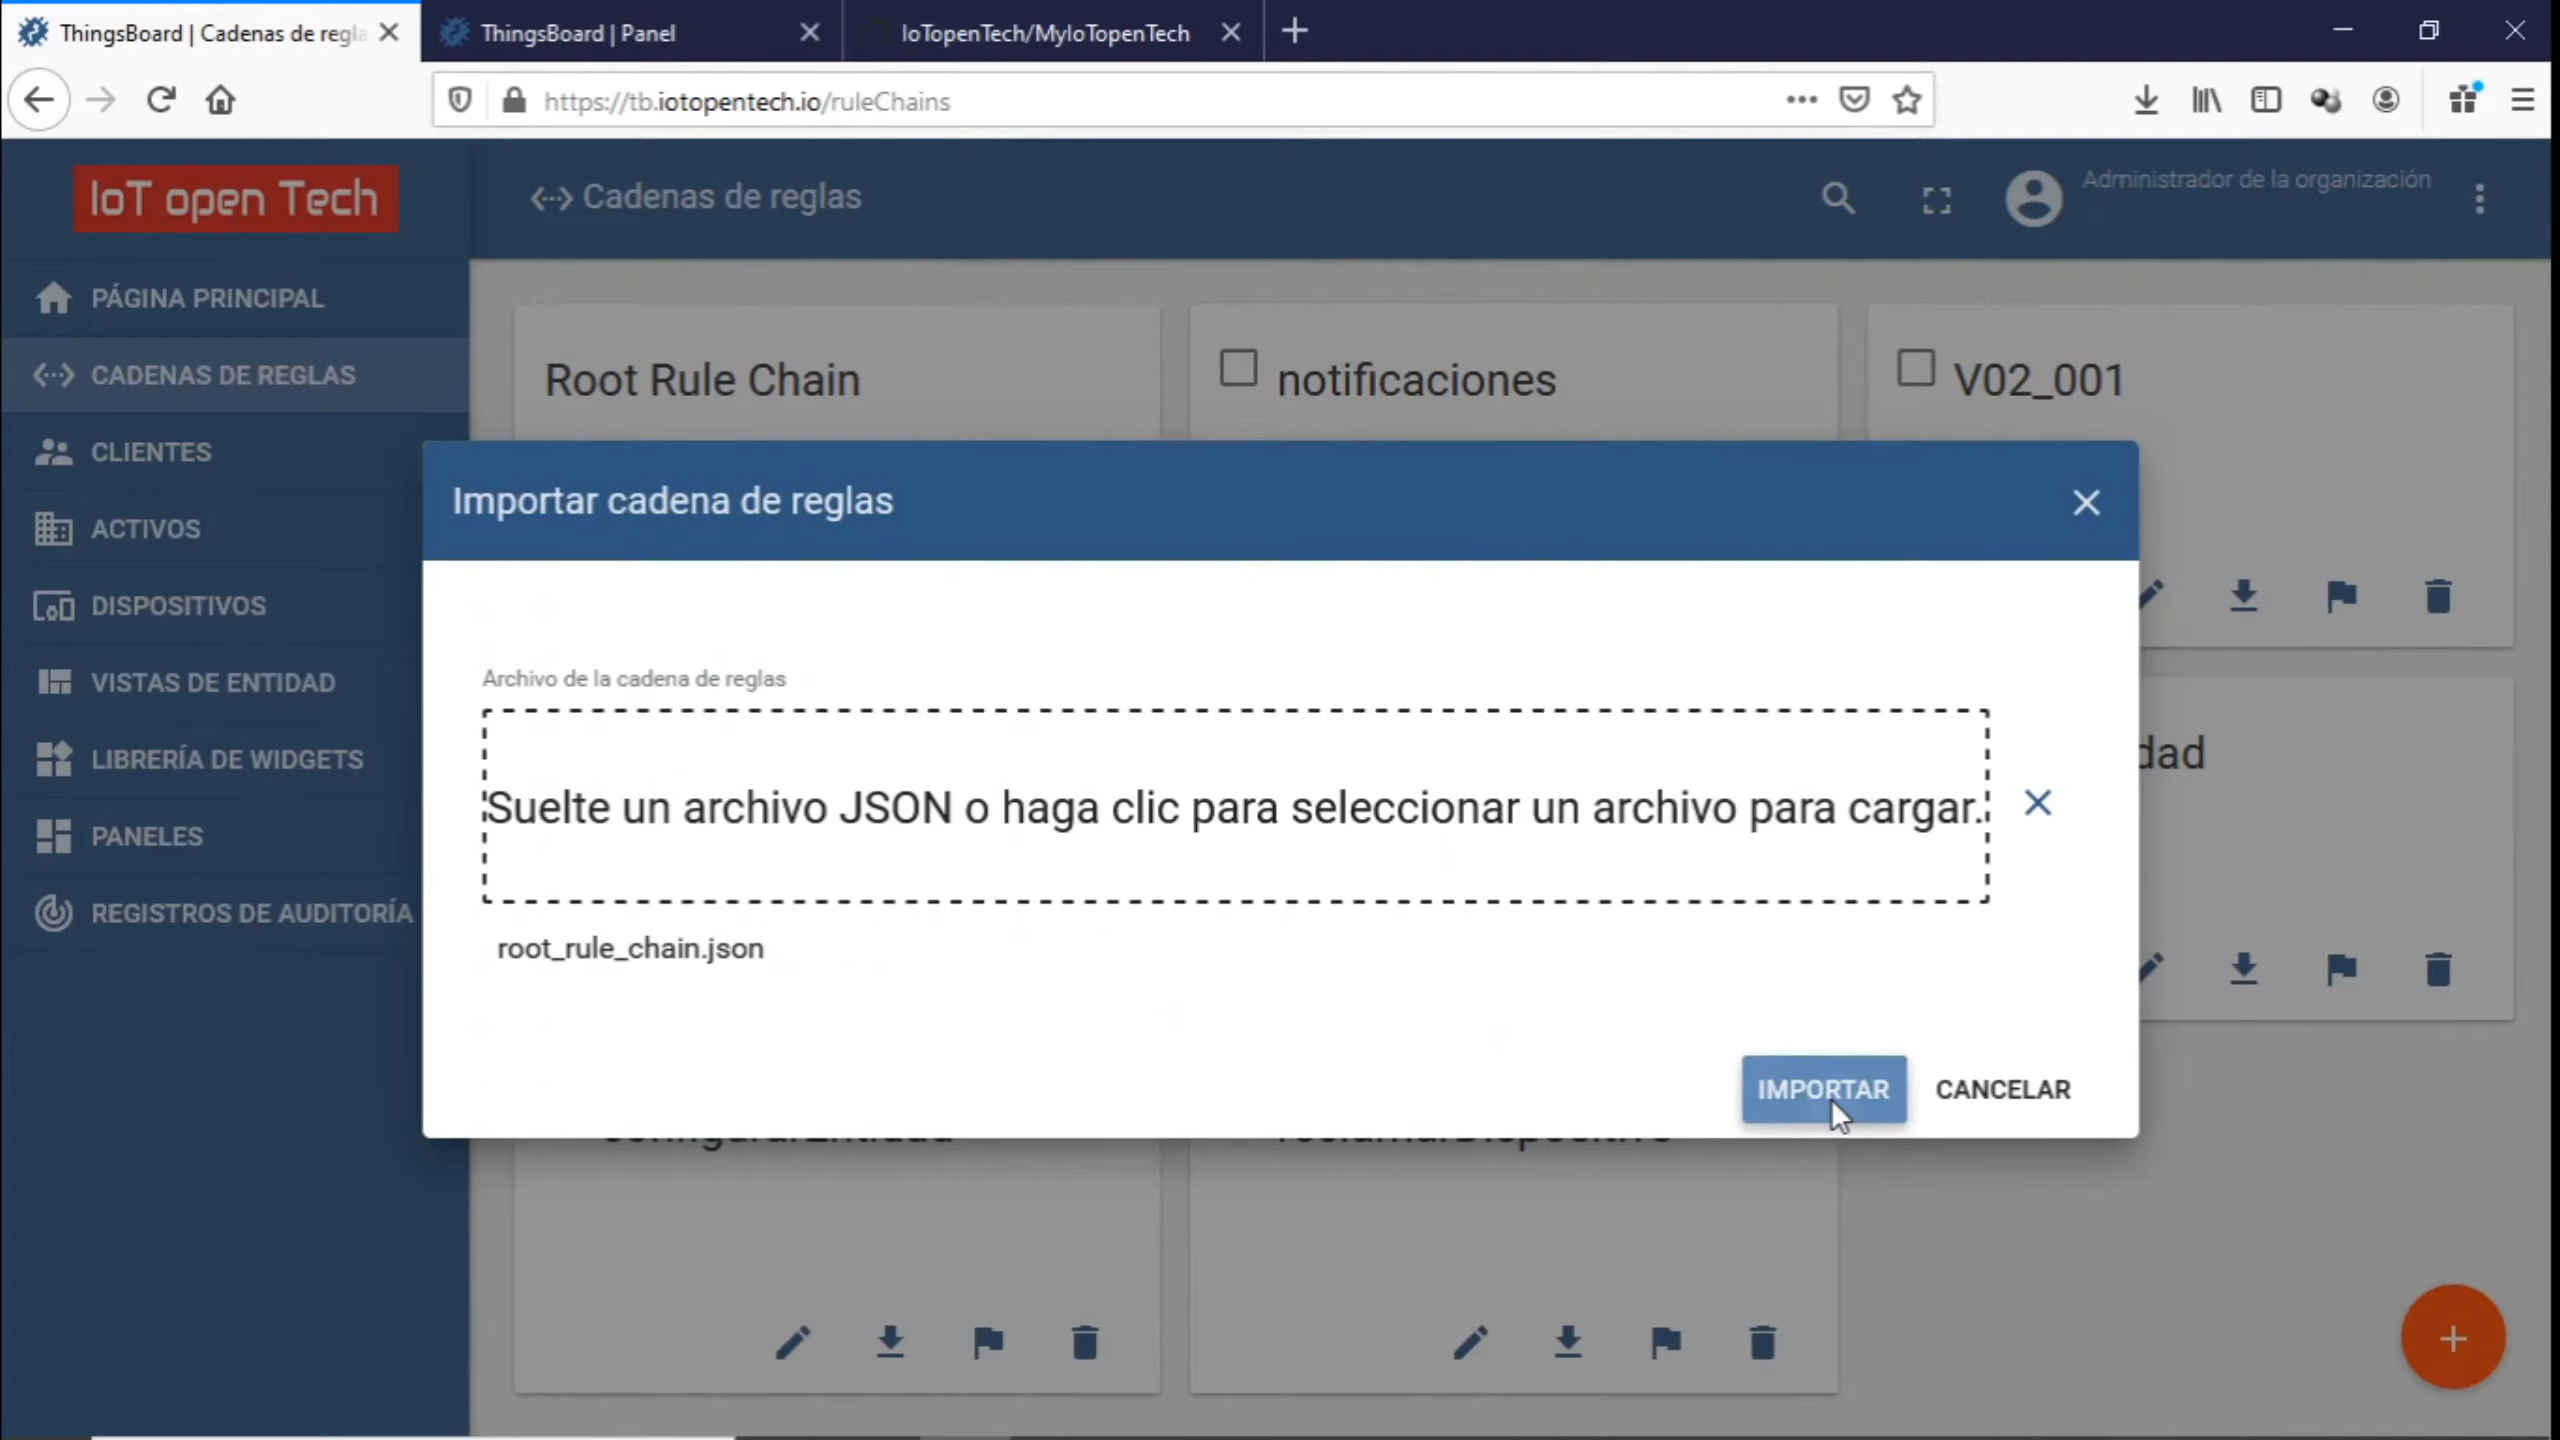 ThingsBoard | Cadenas de regla
ThingsBoard | Panel
IoTopenTech/MyIoTopenTech
https://tb.iotopentech.io/ruleChains
IoT open Tech
Cadenas de reglas
Administrador de la organización
PÁGINA PRINCIPAL
CADENAS DE REGLAS
CLIENTES
ACTIVOS
DISPOSITIVOS
VISTAS DE ENTIDAD
LIBRERÍA DE WIDGETS
PANELES
REGISTROS DE AUDITORÍA
Root Rule Chain
notificaciones
V02_001
Importar cadena de reglas
Archivo de la cadena de reglas
Suelte un archivo JSON o haga clic para seleccionar un archivo para cargar.
dad
root_rule_chain.json
IMPORTAR
CANCELAR